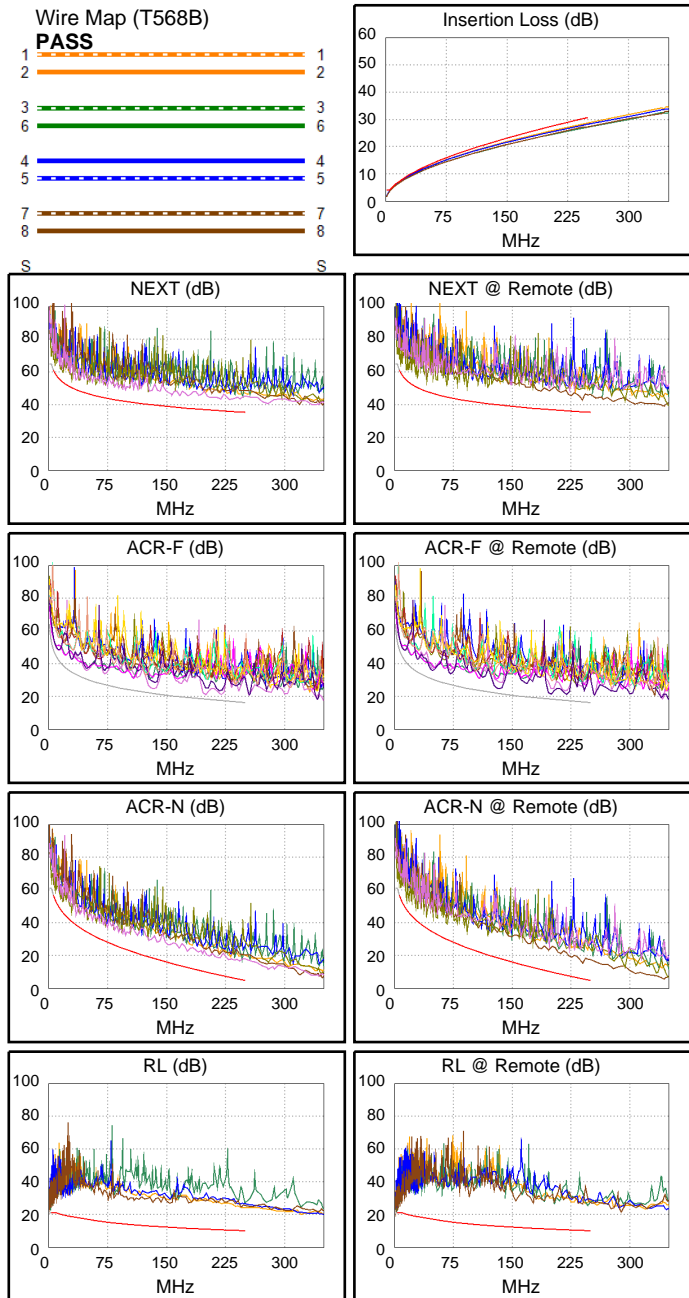 Wire Map (T568B)
PASS
1 1
2 2
3 3
6 6
4 4
5 5
7 7
8 8
S S
Insertion Loss (dB)
60
50
40
30
20
10
0
0 75 150 225 300
MHz
NEXT (dB)
100
80
60
40
20
0
0 75 150 225 300
MHz
NEXT @ Remote (dB)
100
80
60
40
20
0
0 75 150 225 300
MHz
ACR-F (dB)
100
80
60
40
20
0
0 75 150 225 300
MHz
ACR-F @ Remote (dB)
100
80
60
40
20
0
0 75 150 225 300
MHz
ACR-N (dB)
100
80
60
40
20
0
0 75 150 225 300
MHz
ACR-N @ Remote (dB)
100
80
60
40
20
0
0 75 150 225 300
MHz
RL (dB)
100
80
60
40
20
0
0 75 150 225 300
MHz
RL @ Remote (dB)
100
80
60
40
20
0
0 75 150 225 300
MHz